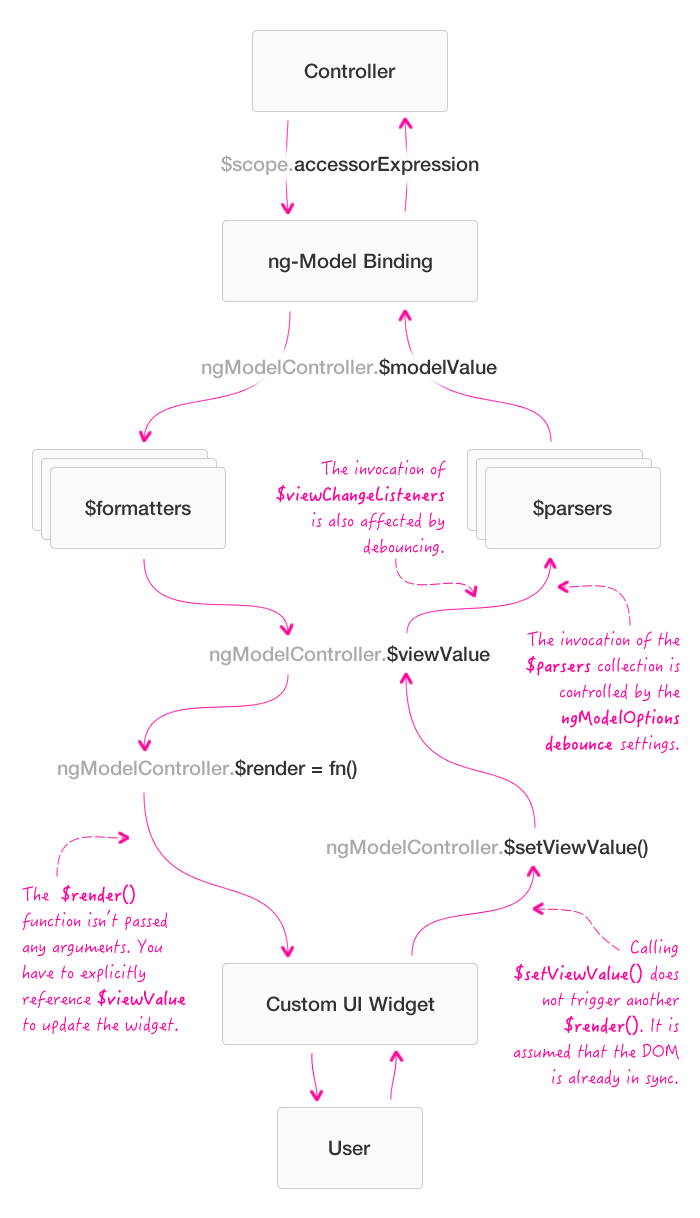 Controller
$scope.accessorExpression
ng-Model Binding
ngModelController.$modelValue
$formatters
The invocation of
$viewChangeListeners
is also affected by
debouncing.
$parsers
The invocation of the
$parsers collection is
controlled by the
ngModelOptions
debounce settings.
ngModelController.$viewValue
ngModelController.$render = fn()
ngModelController.$setViewValue()
The $render()
function isn't passed
any arguments. You
have to explicitly
reference $viewValue
to update the widget.
Calling
$setViewValue() does
not trigger another
$render(). It is
assumed that the DOM
is already in sync.
Custom UI Widget
User